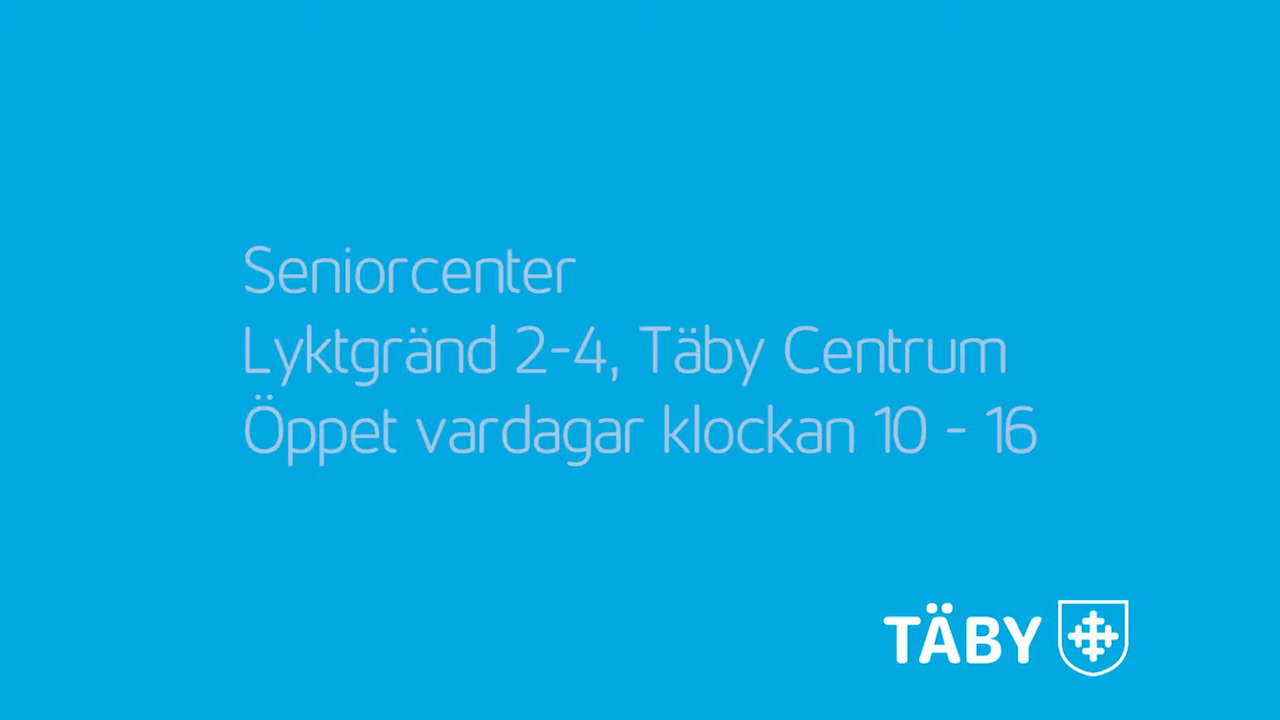 Seniorcenter
Lyktgränd 2-4, Täby Centrum
Öppet vardagar klockan 10 - 16
TÄBY